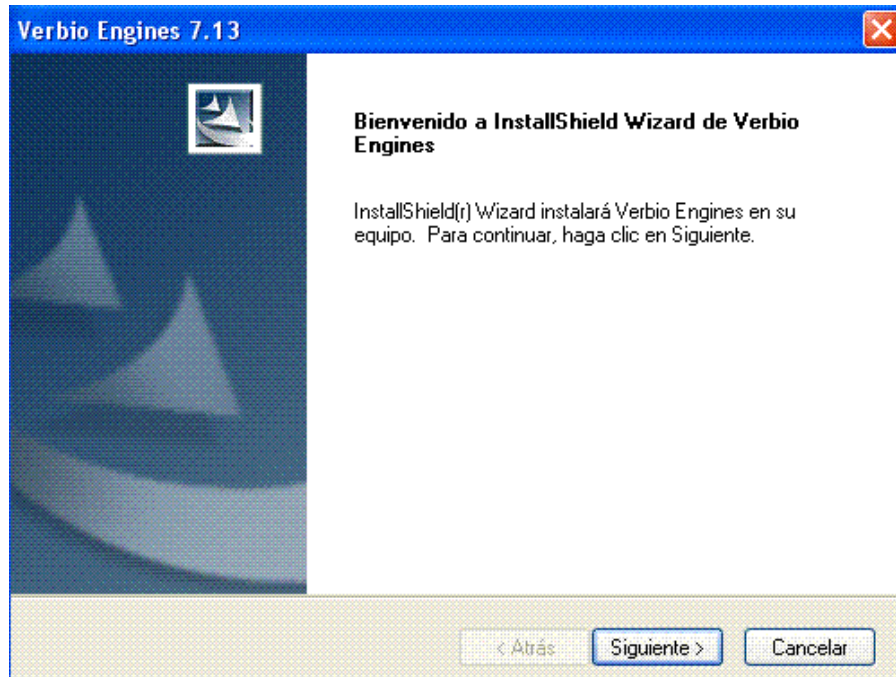 Verbio Engines 7.13
Bienvenido a InstallShield Wizard de Verbio
Engines
InstallShield(r) Wizard instalará Verbio Engines en su
equipo. Para continuar, haga clic en Siguiente.
< Atrás Siguiente > Cancelar